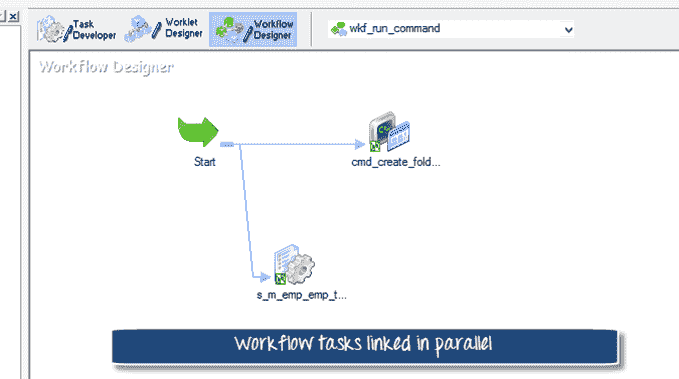 Task
Developer
Worklet
Designer
Workflow
Designer
wkf_run_command
Workflow Designer
Start
cmd_create_fold...
s_m_emp_emp_t...
Workflow tasks linked in parallel